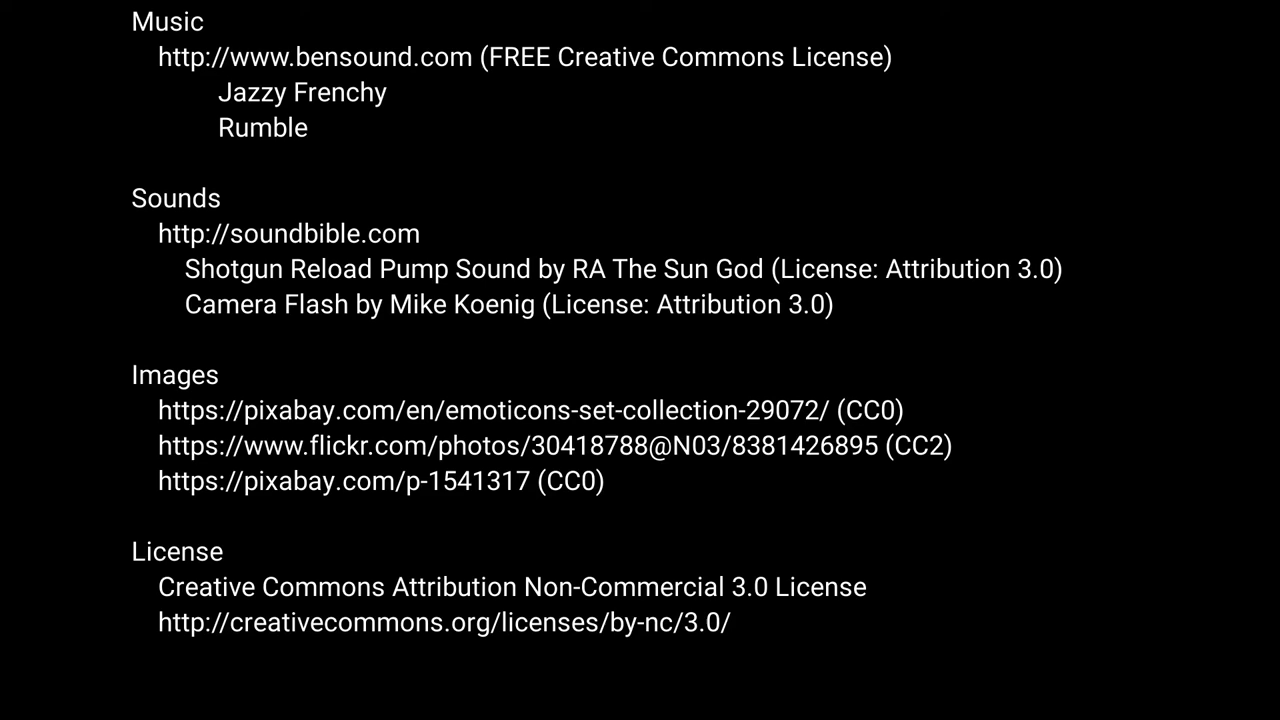 Music
http://www.bensound.com (FREE Creative Commons License)
Jazzy Frenchy
Rumble
Sounds
http://soundbible.com
Shotgun Reload Pump Sound by RA The Sun God (License: Attribution 3.0)
Camera Flash by Mike Koenig (License: Attribution 3.0)
Images
https://pixabay.com/en/emoticons-set-collection-29072/ (CC0)
https://www.flickr.com/photos/30418788@N03/8381426895 (CC2)
https://pixabay.com/p-1541317 (CC0)
License
Creative Commons Attribution Non-Commercial 3.0 License
http://creativecommons.org/licenses/by-nc/3.0/